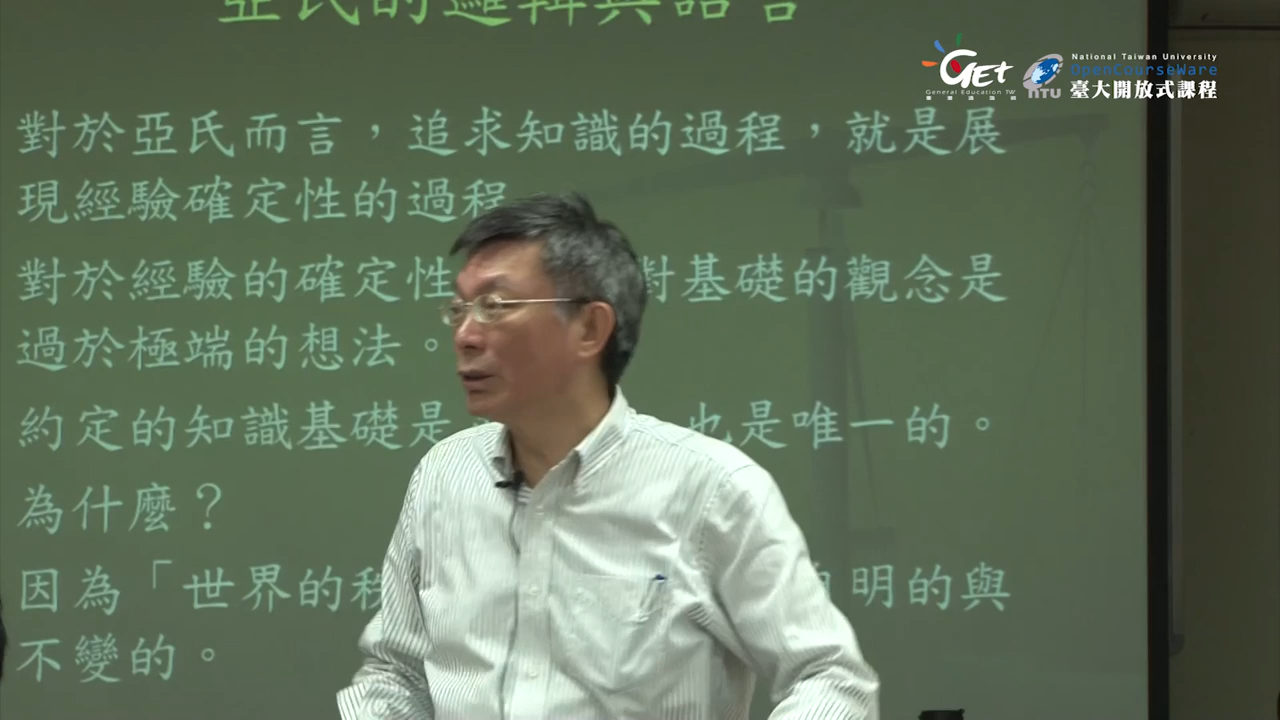 亞氏的邏輯與語言
GEt
General Education TW
National Taiwan University
OpenCourseWare
NTU
臺大開放式課程
對於亞氏而言，追求知識的過程，就是展
現經驗確定性的過程
對於經驗的確定性 對基礎的觀念是
過於極端的想法。
約定的知識基礎是 也是唯一的。
為什麼？
因為「世界的秩 自明的與
不變的。